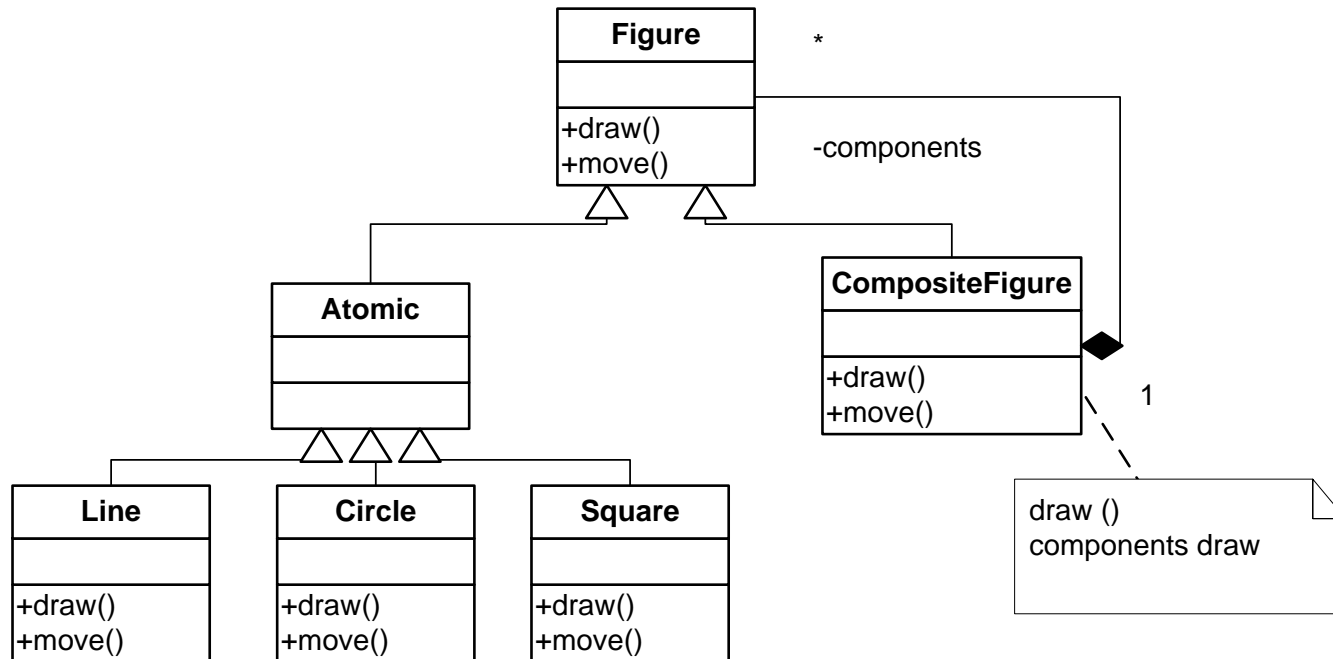 Figure
*
+draw()
+move()
-components
Atomic
CompositeFigure
+draw()
+move()
1
Line
+draw()
+move()
Circle
+draw()
+move()
Square
+draw()
+move()
draw ()
components draw